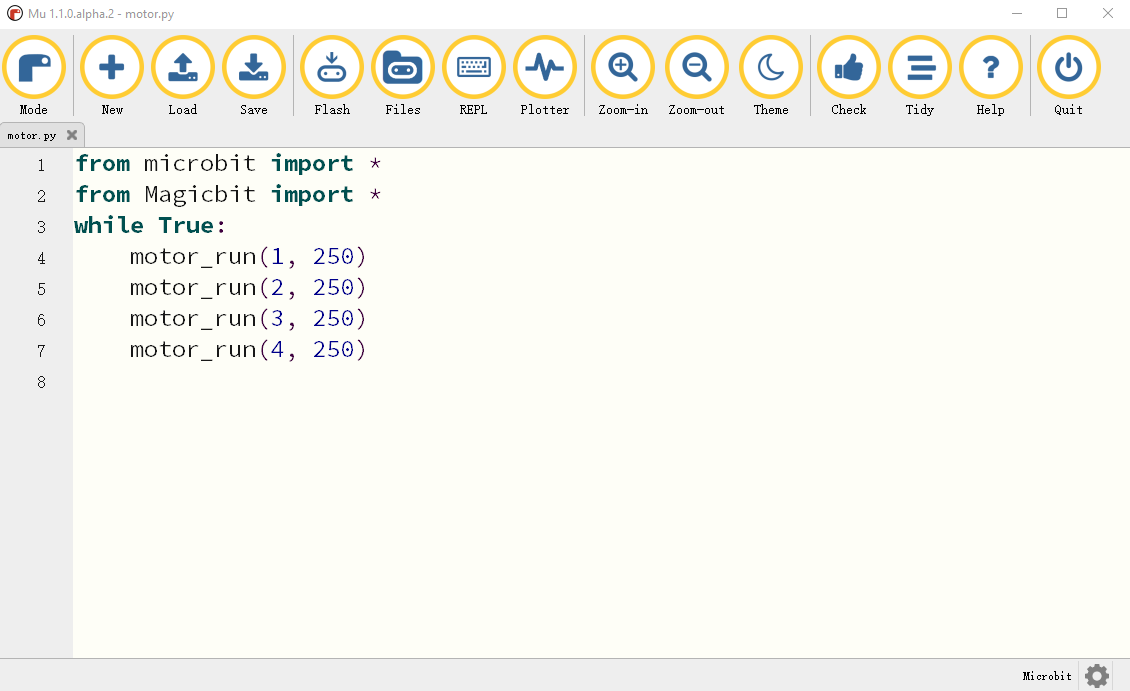 Mu 1.1.0.alpha.2 - motor.py
Mode New Load Save Flash Files REPL Plotter Zoom-in Zoom-out Theme Check Tidy Help Quit
motor.py
1 from microbit import *
2 from Magicbit import *
3 while True:
4     motor_run(1, 250)
5     motor_run(2, 250)
6     motor_run(3, 250)
7     motor_run(4, 250)
8
Microbit